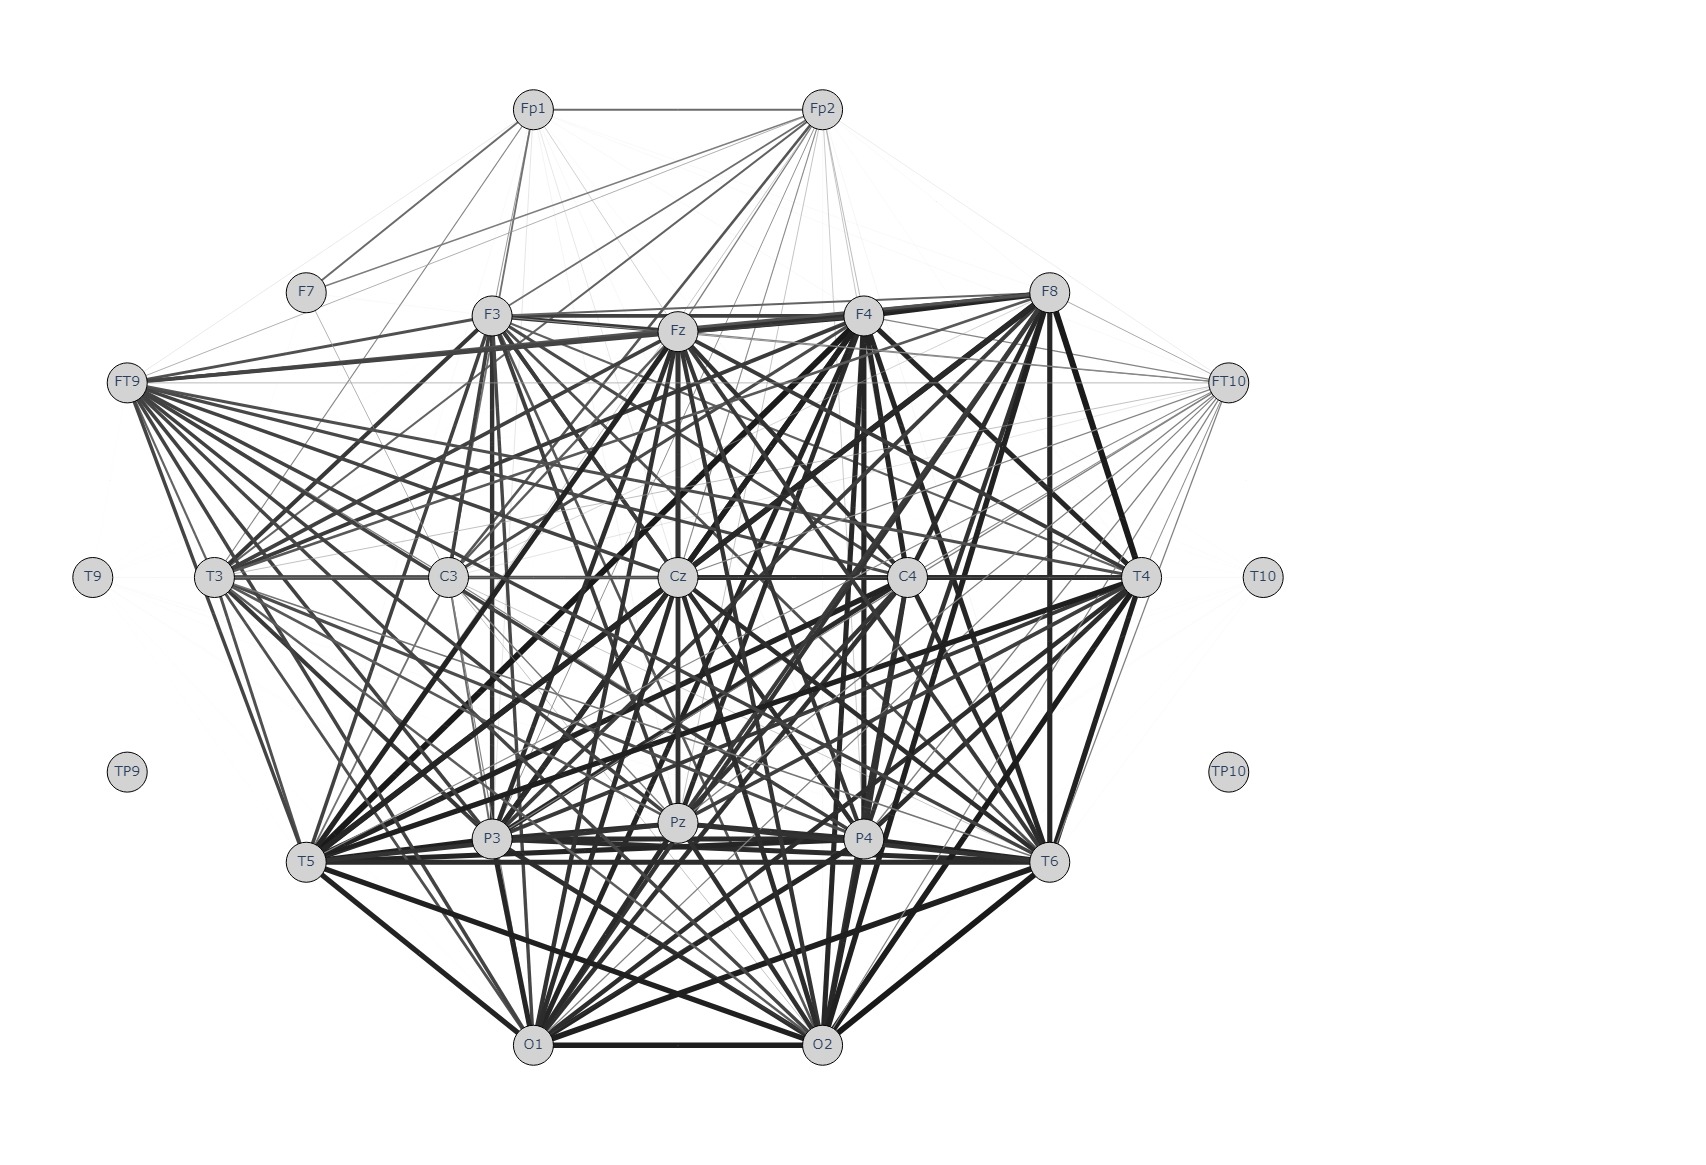 Fp1 Fp2
F7 F3 Fz F4 F8
FT9 FT10
T9 T3 C3 Cz C4 T4 T10
TP9 TP10
T5 P3 Pz P4 T6
O1 O2